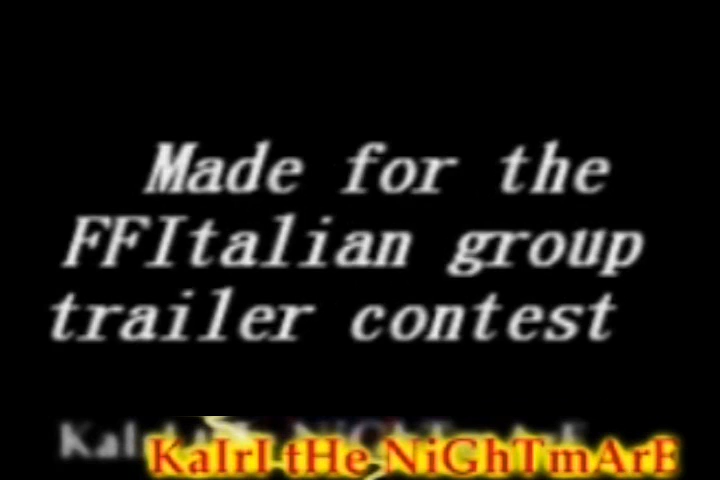 Made for the
FFItalian group
trailer contest
KaIrI tHe NiGhTmArE